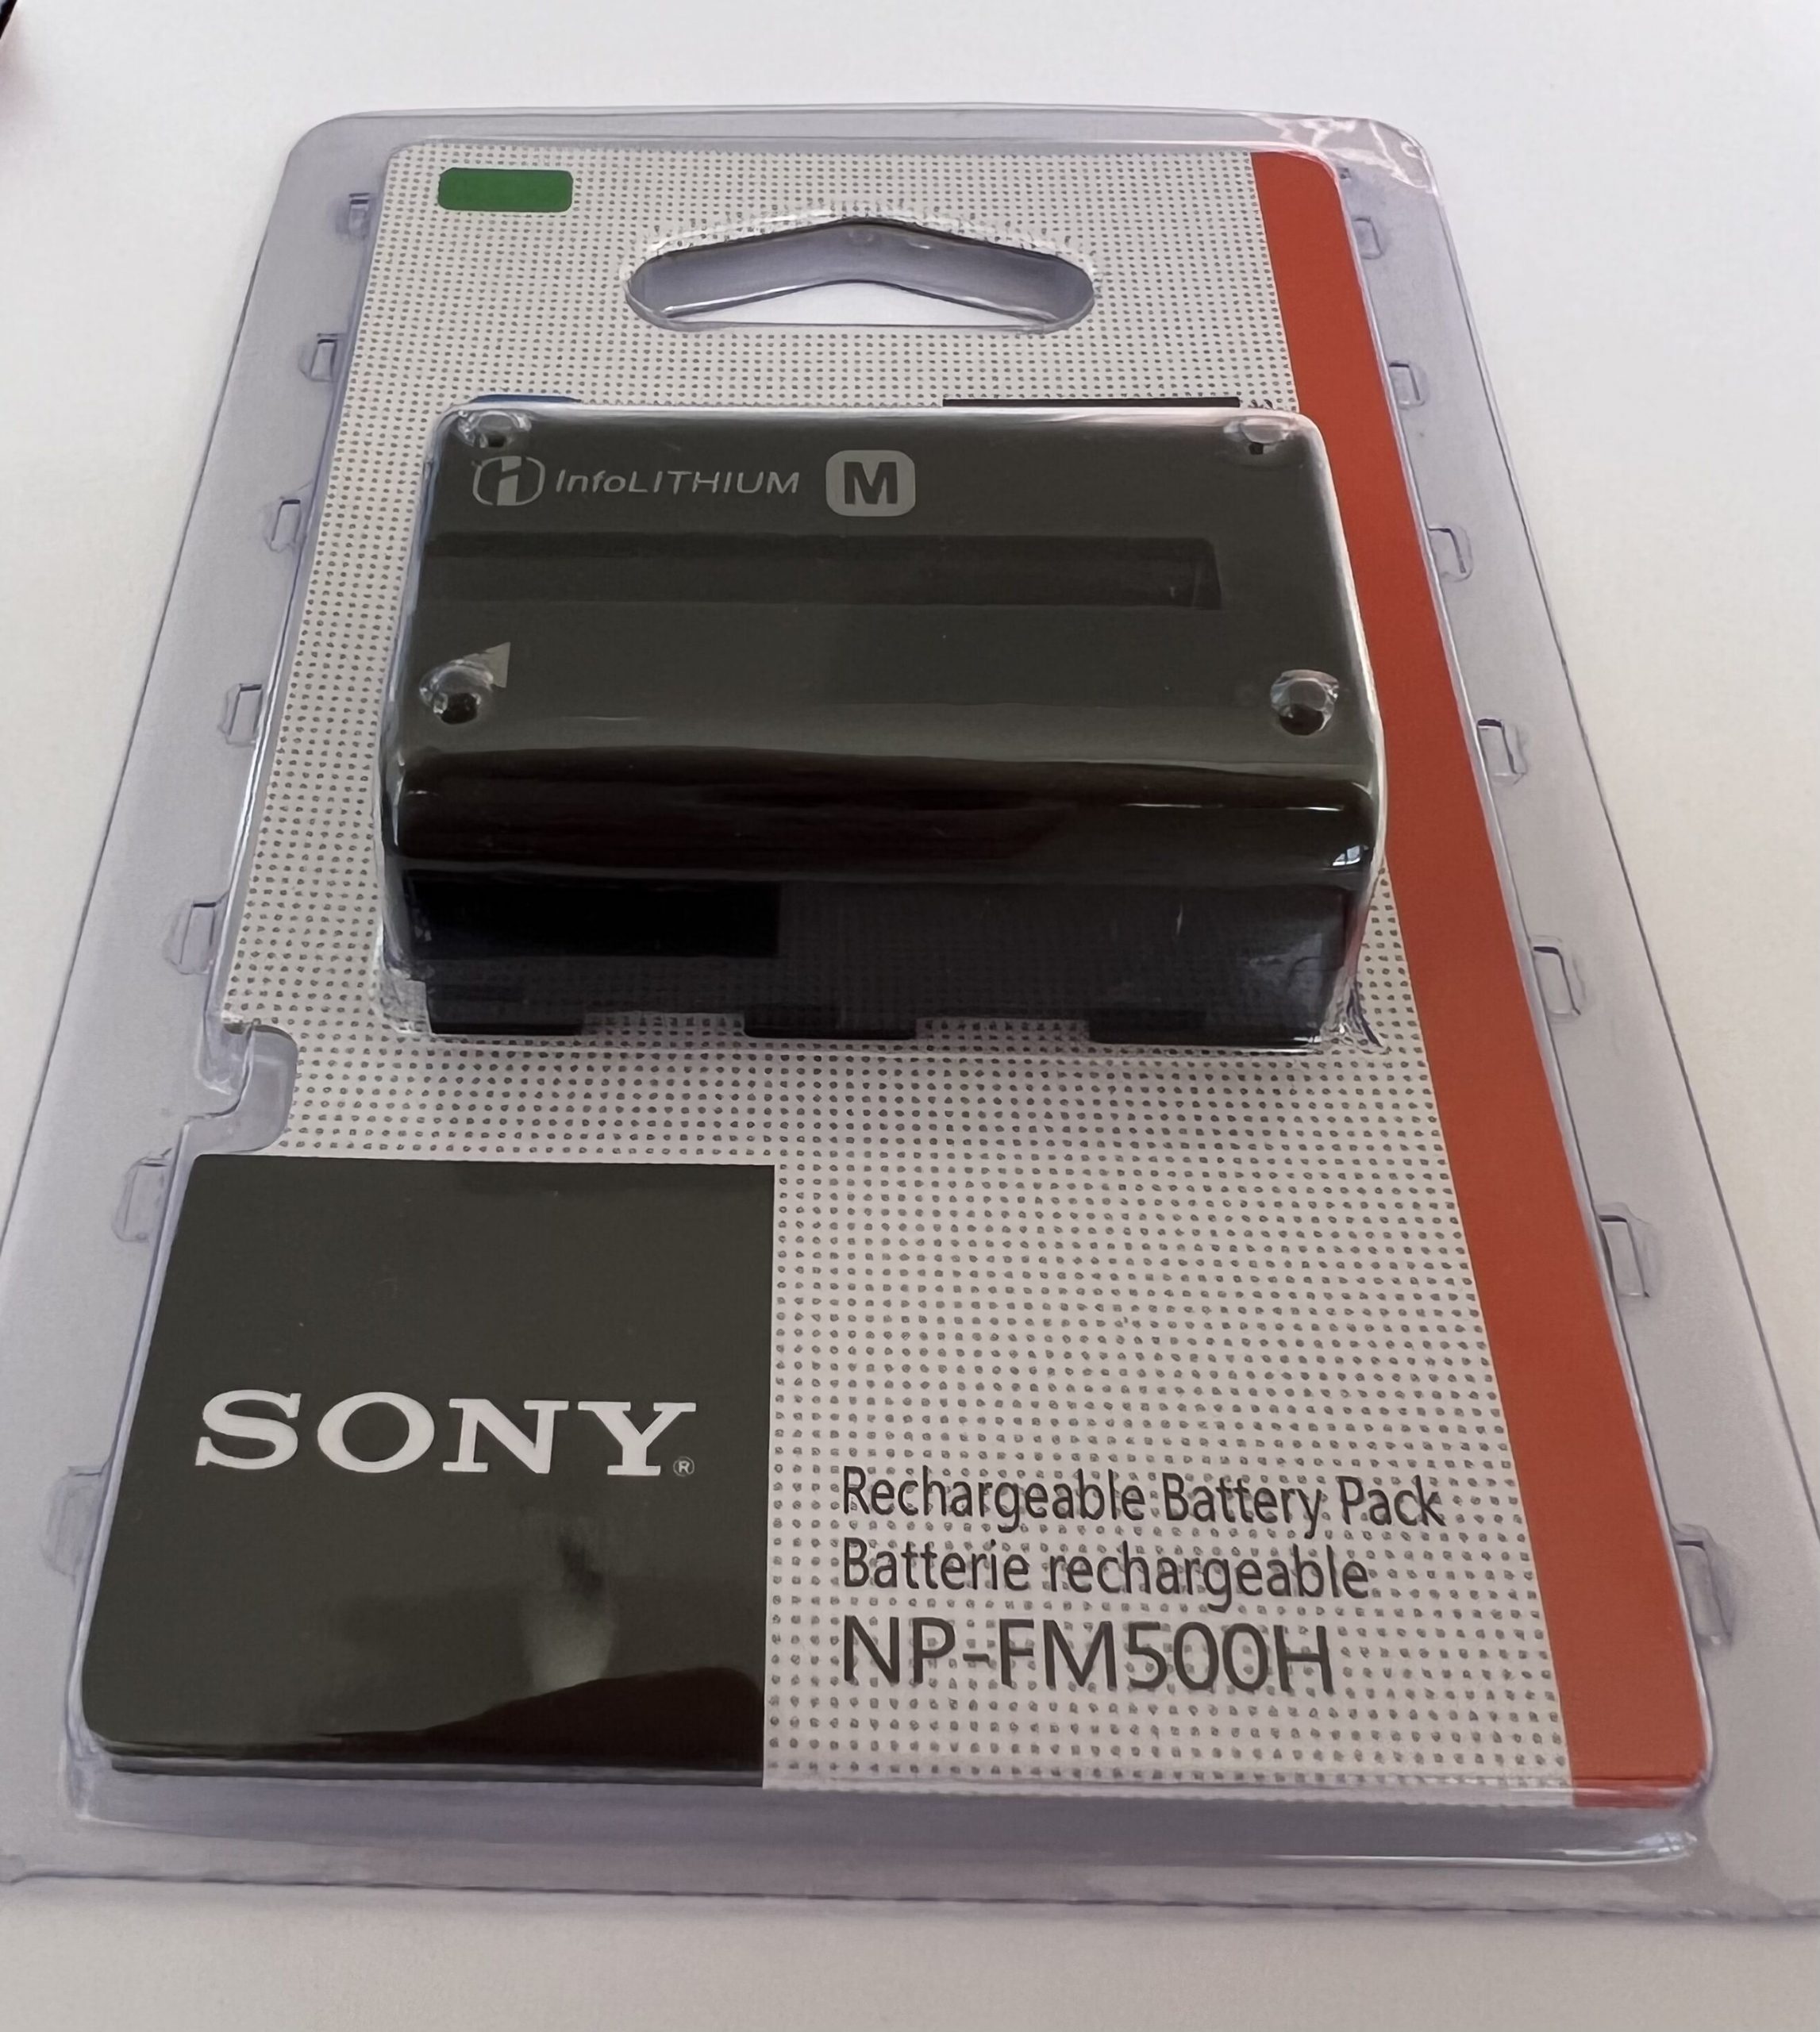 i InfoLITHIUM M
SONY®
Rechargeable Battery Pack
Batterie rechargeable
NP-FM500H